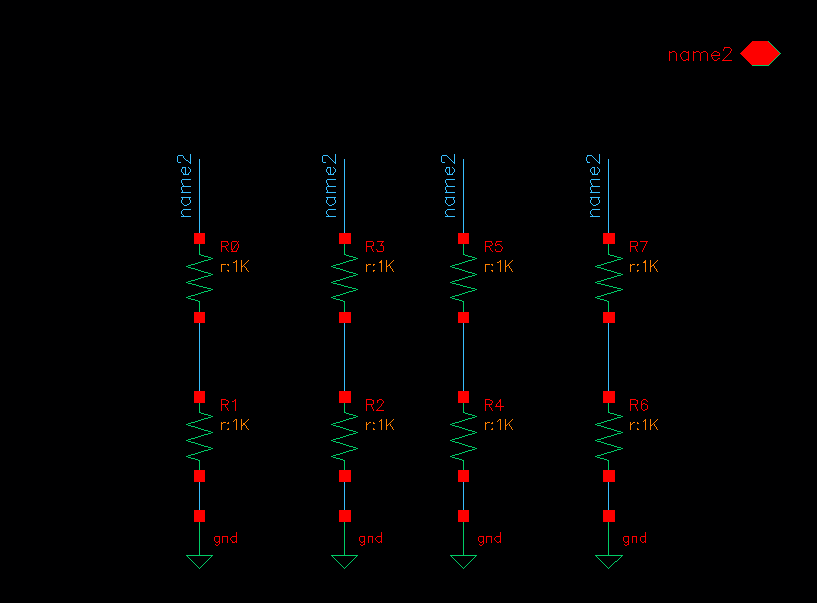 name2
name2
name2
name2
name2
R0
r:1K
R3
r:1K
R5
r:1K
R7
r:1K
R1
r:1K
R2
r:1K
R4
r:1K
R6
r:1K
gnd
gnd
gnd
gnd